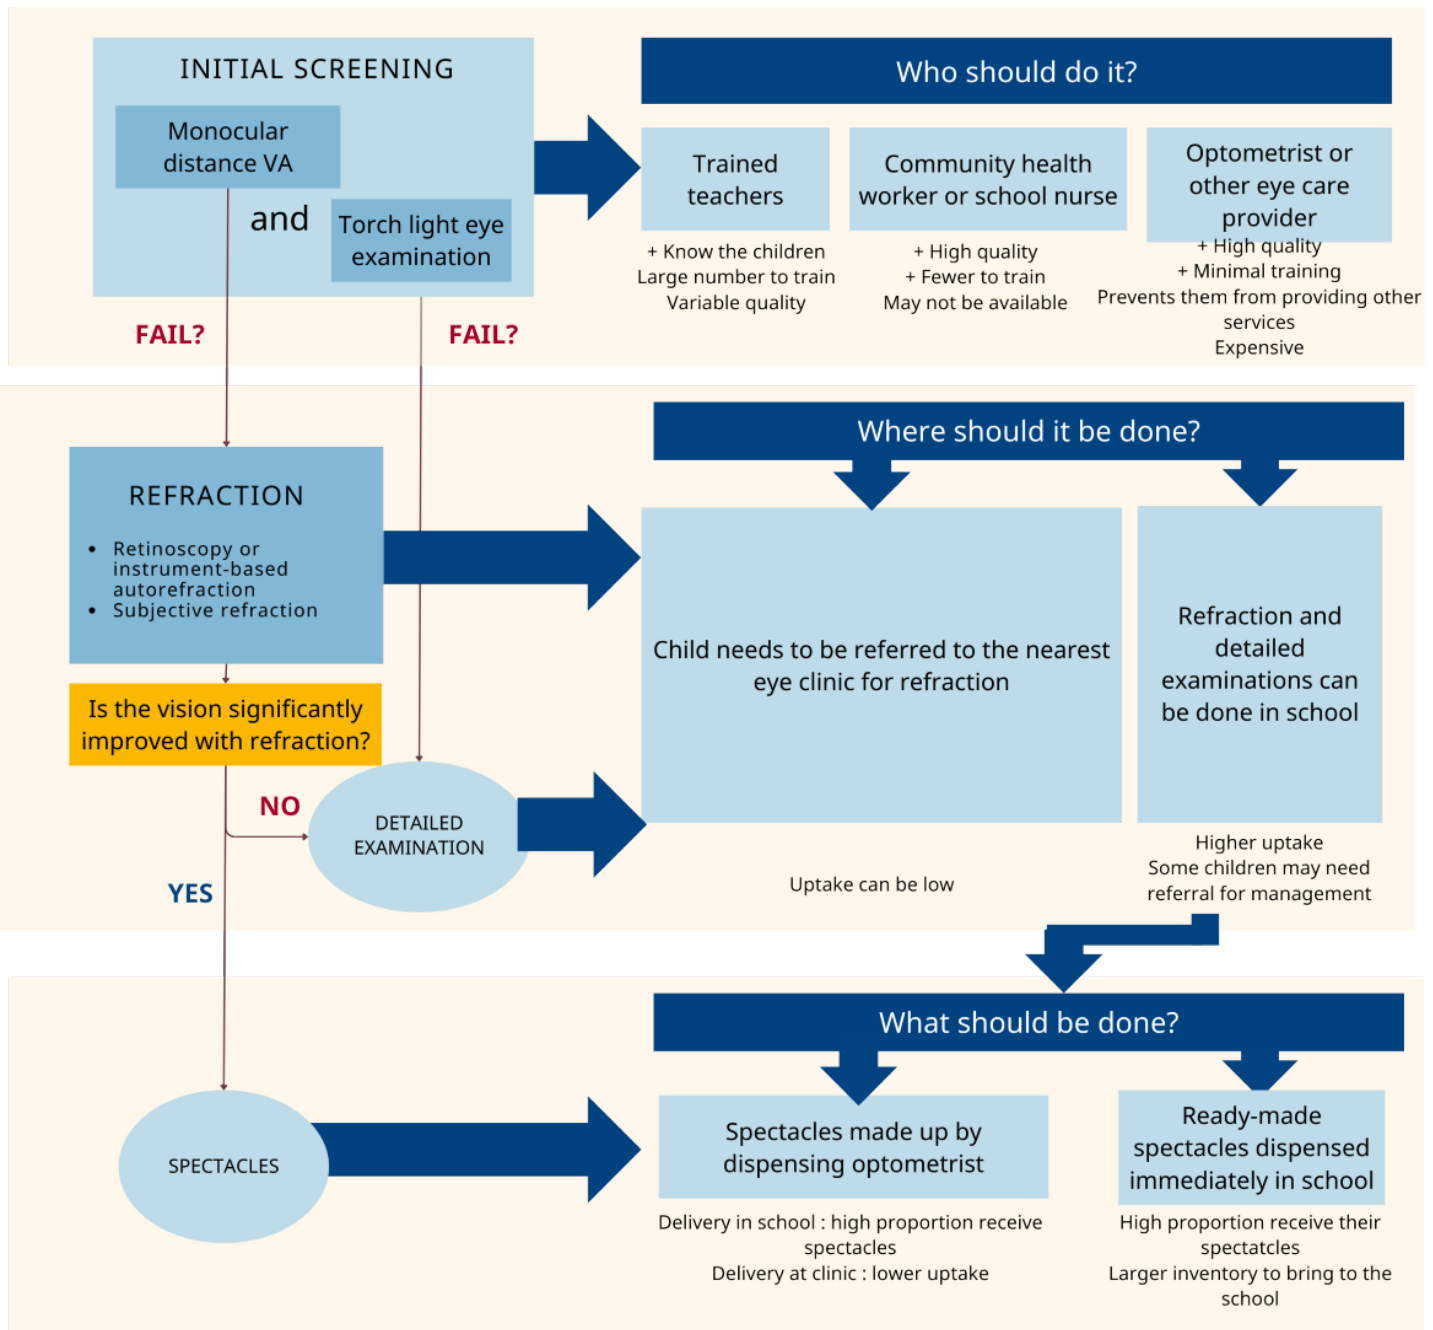 INITIAL SCREENING
Monocular
distance VA
and
Torch light eye
examination
FAIL?
FAIL?
Who should do it?
Trained
teachers
+ Know the children
Large number to train
Variable quality
Community health
worker or school nurse
+ High quality
+ Fewer to train
May not be available
Optometrist or
other eye care
provider
+ High quality
+ Minimal training
Prevents them from providing other
services
Expensive
REFRACTION
• Retinoscopy or
instrument-based
autorefraction
• Subjective refraction
Is the vision significantly
improved with refraction?
NO
DETAILED
EXAMINATION
YES
Where should it be done?
Child needs to be referred to the nearest
eye clinic for refraction
Uptake can be low
Refraction and
detailed
examinations can
be done in school
Higher uptake
Some children may need
referral for management
SPECTACLES
What should be done?
Spectacles made up by
dispensing optometrist
Delivery in school : high proportion receive
spectacles
Delivery at clinic : lower uptake
Ready-made
spectacles dispensed
immediately in school
High proportion receive their
spectatcles
Larger inventory to bring to the
school